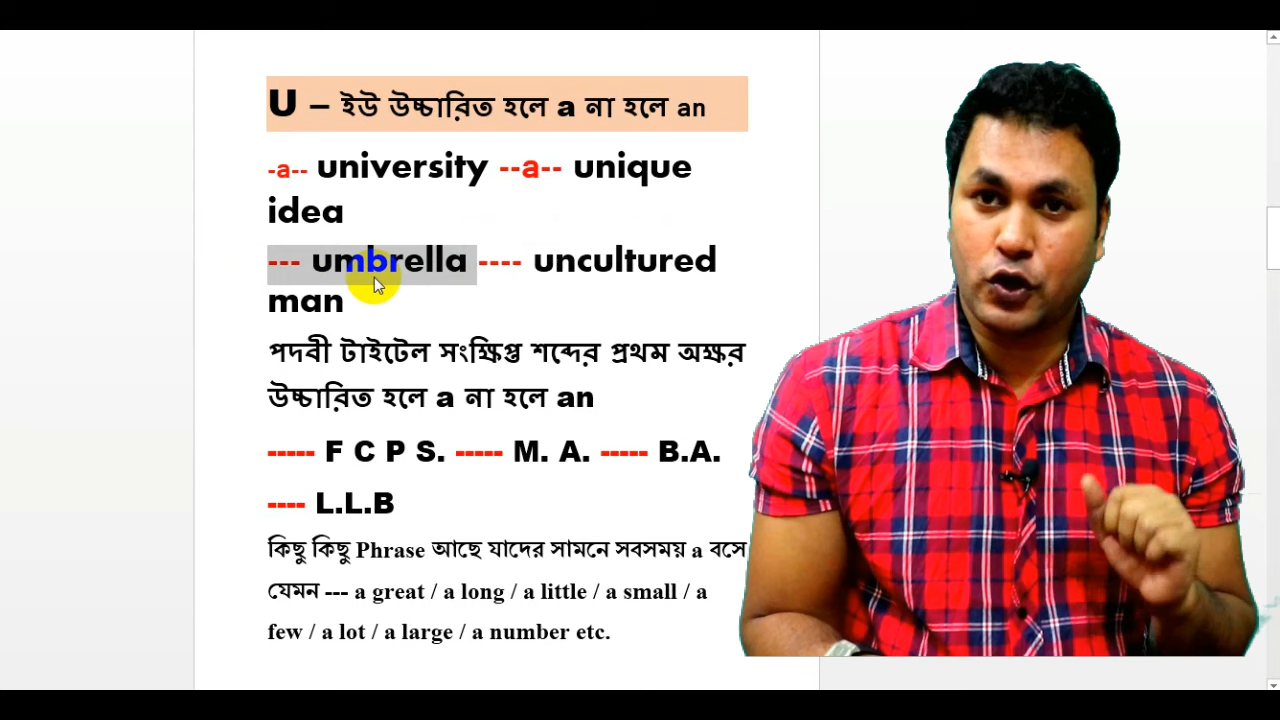 U – ইউ উচ্চারিত হলে a না হলে an
-a-- university --a-- unique
idea
--- umbrella ---- uncultured
man
পদবী টাইটেল সংক্ষিপ্ত শব্দের প্রথম অক্ষর
উচ্চারিত হলে a না হলে an
----- F C P S. ----- M. A. ----- B.A.
---- L.L.B
কিছু কিছু Phrase আছে যাদের সামনে সবসময় a বসে
যেমন --- a great / a long / a little / a small / a
few / a lot / a large / a number etc.